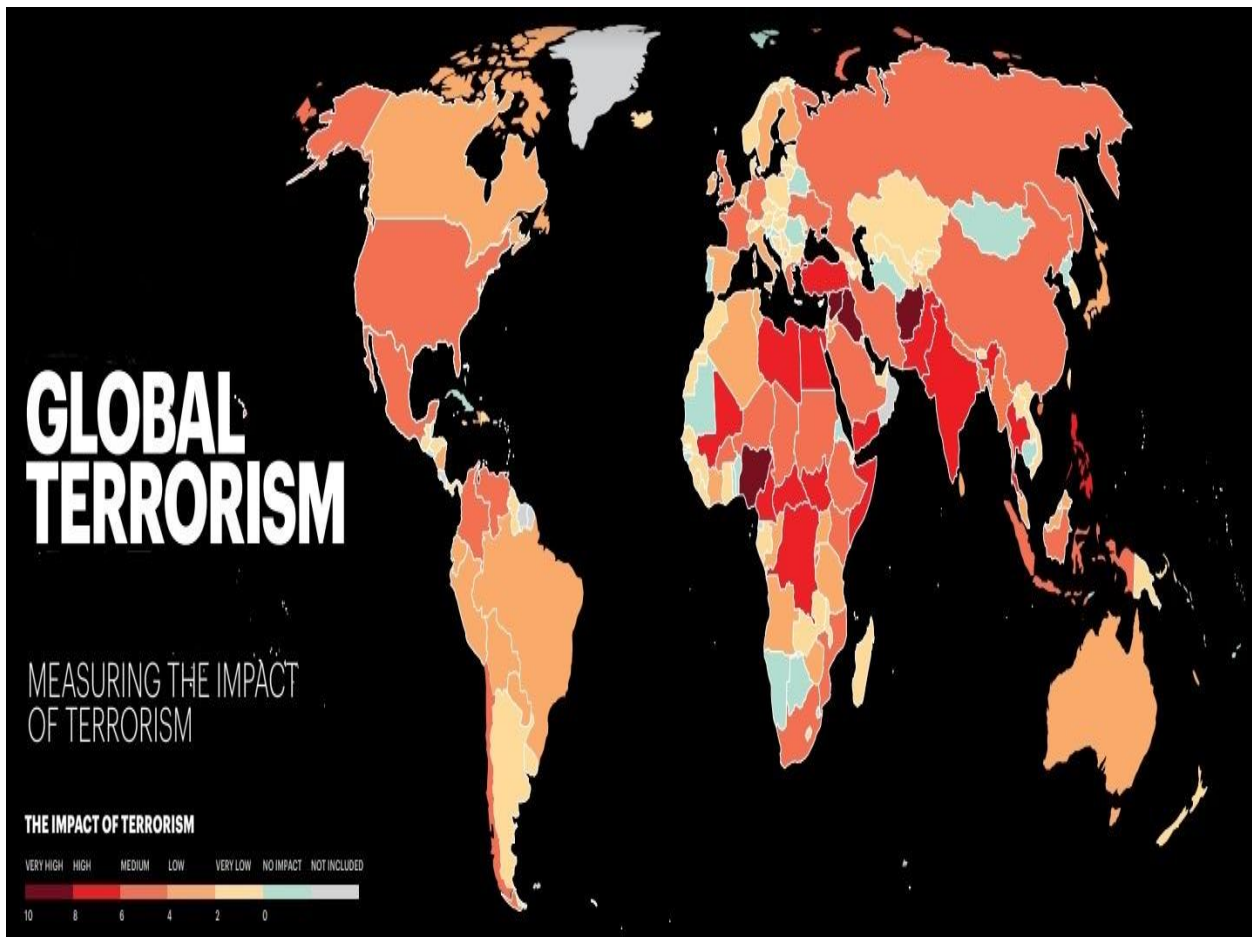 GLOBAL
TERRORISM
MEASURING THE IMPACT
OF TERRORISM
THE IMPACT OF TERRORISM
VERY HIGH HIGH MEDIUM LOW VERY LOW NO IMPACT NOT INCLUDED
10 8 6 4 2 0